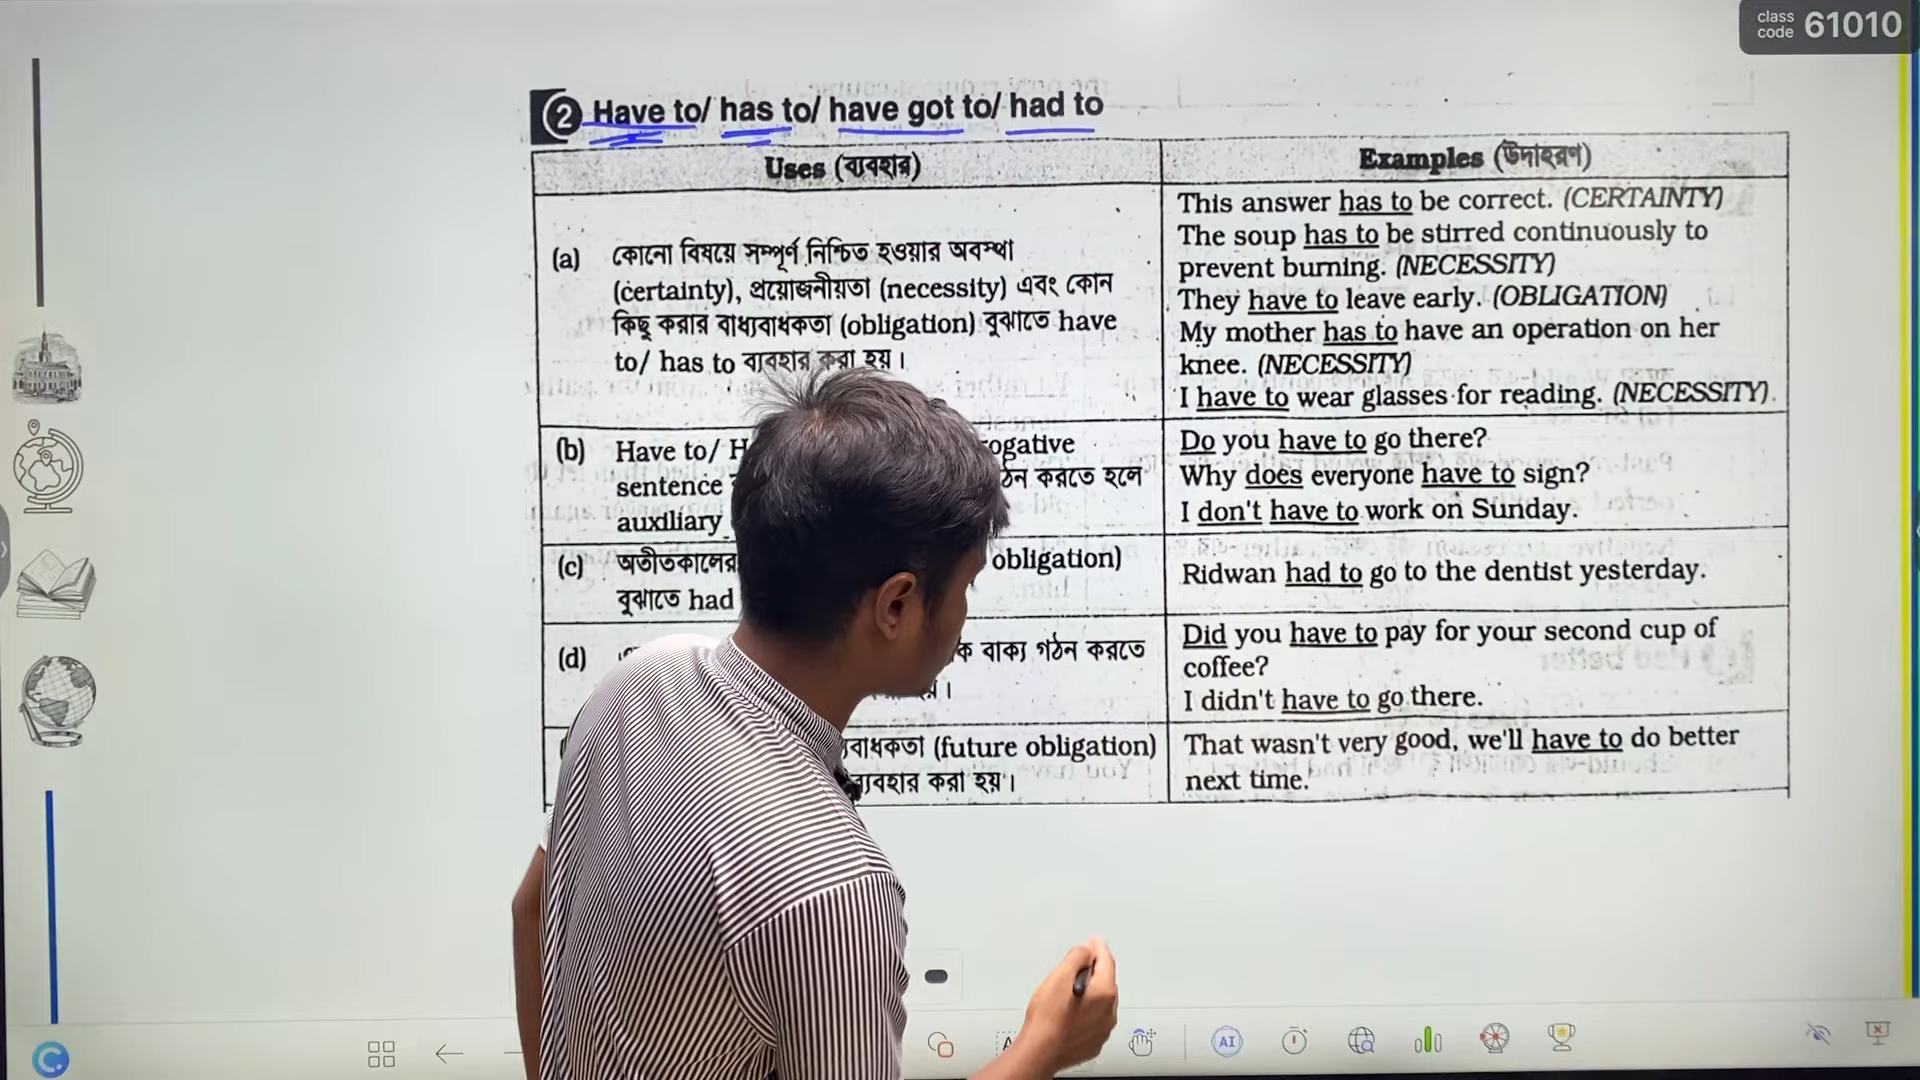 class code 61010
2 Have to/ has to/ have got to/ had to
Uses (ব্যবহার)
Examples (উদাহরণ)
(a) কোনো বিষয়ে সম্পূর্ণ নিশ্চিত হওয়ার অবস্থা
(certainty), প্রয়োজনীয়তা (necessity) এবং কোন
কিছু করার বাধ্যবাধকতা (obligation) বুঝাতে have
to/ has to ব্যবহার করা হয়।
This answer has to be correct. (CERTAINTY)
The soup has to be stirred continuously to
prevent burning. (NECESSITY)
They have to leave early. (OBLIGATION)
My mother has to have an operation on her
knee. (NECESSITY)
I have to wear glasses for reading. (NECESSITY).
(b) Have to/
sentence করতে হলে
auxiliary
Do you have to go there?
Why does everyone have to sign?
I don't have to work on Sunday.
(c) অতীতকালের obligation)
বুঝাতে had
Ridwan had to go to the dentist yesterday.
(d) বাক্য গঠন করতে
Did you have to pay for your second cup of
coffee?
I didn't have to go there.
(future obligation)
ব্যবহার করা হয়।
That wasn't very good, we'll have to do better
next time.
AI